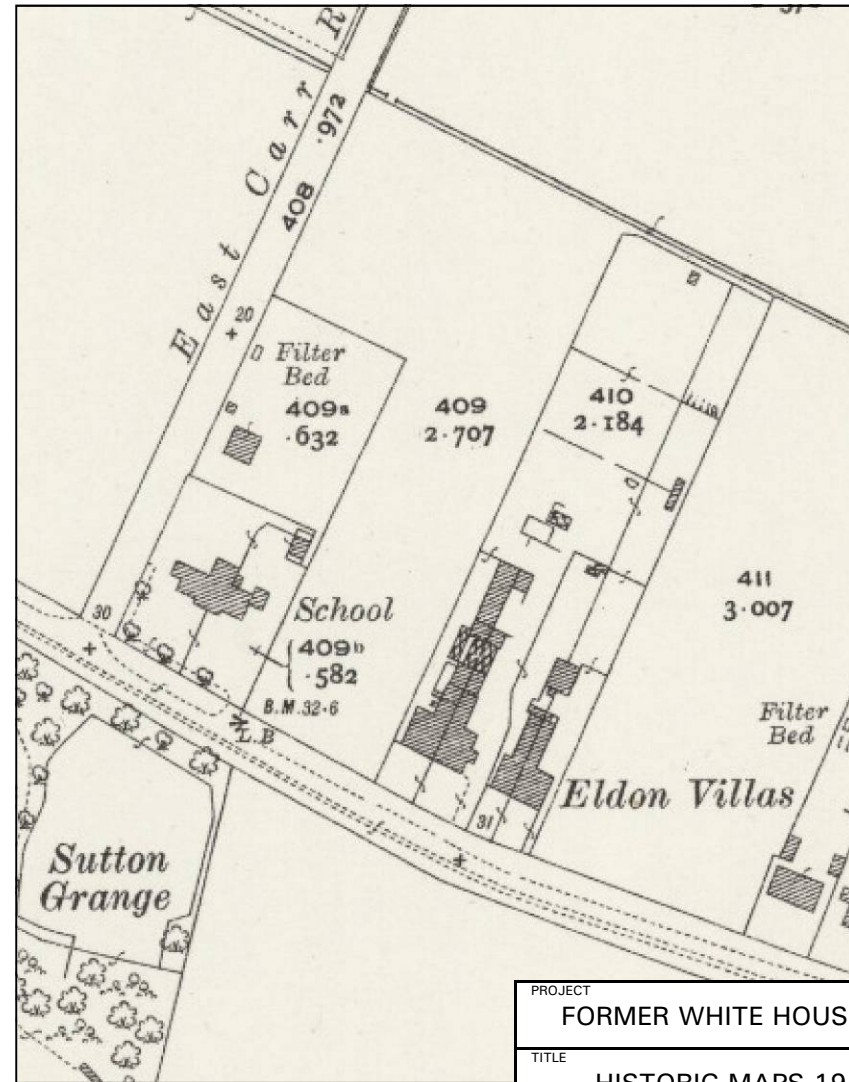 East Carr R
408 .972
20
Filter
Bed
409a
.632
409
2.707
410
2.184
411
3.007
30
School
409b
.582
B.M.32.6
L.B
31
Eldon Villas
Filter
Bed
Sutton
Grange
PROJECT
FORMER WHITE HOUS
TITLE